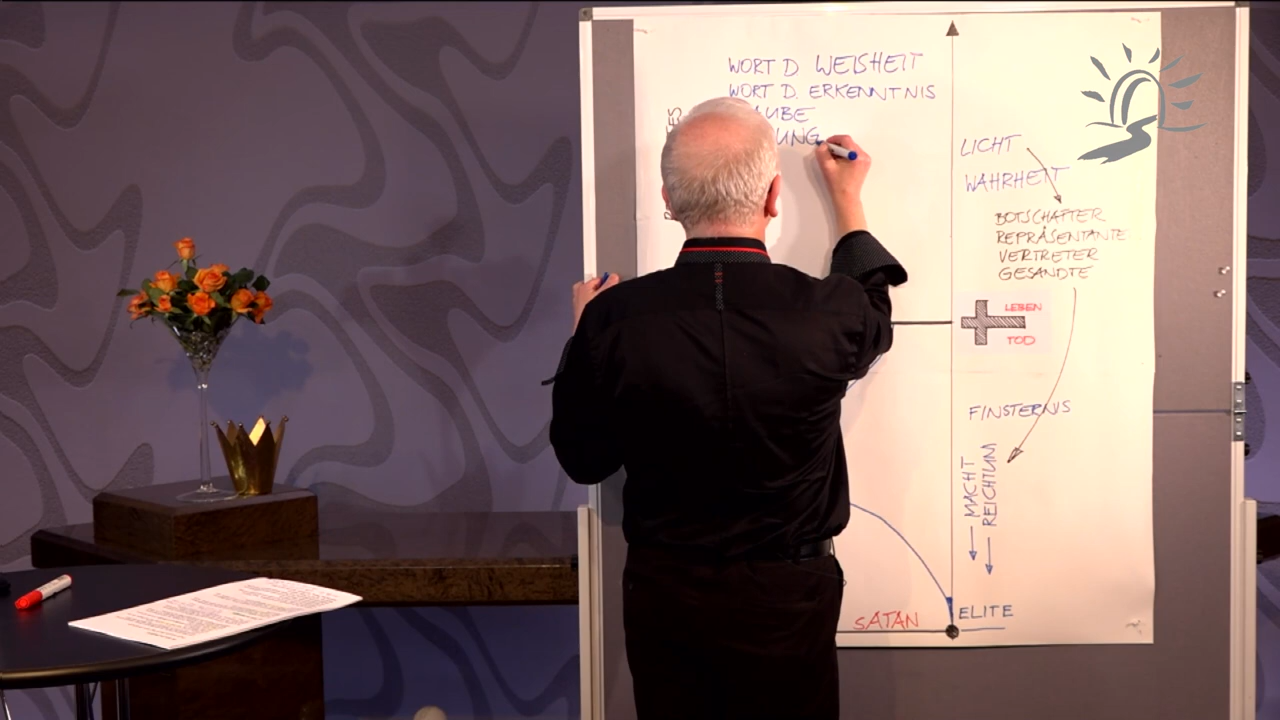 WORT D WEISHEIT
WORT D. ERKENNTNIS
LICHT
WAHRHEIT
BOTSCHAFTER
REPRÄSENTANTE
VERTRETER
GESANDTE
LEBEN
TOD
FINSTERNIS
MACHT
REICHTUM
SATAN
ELITE